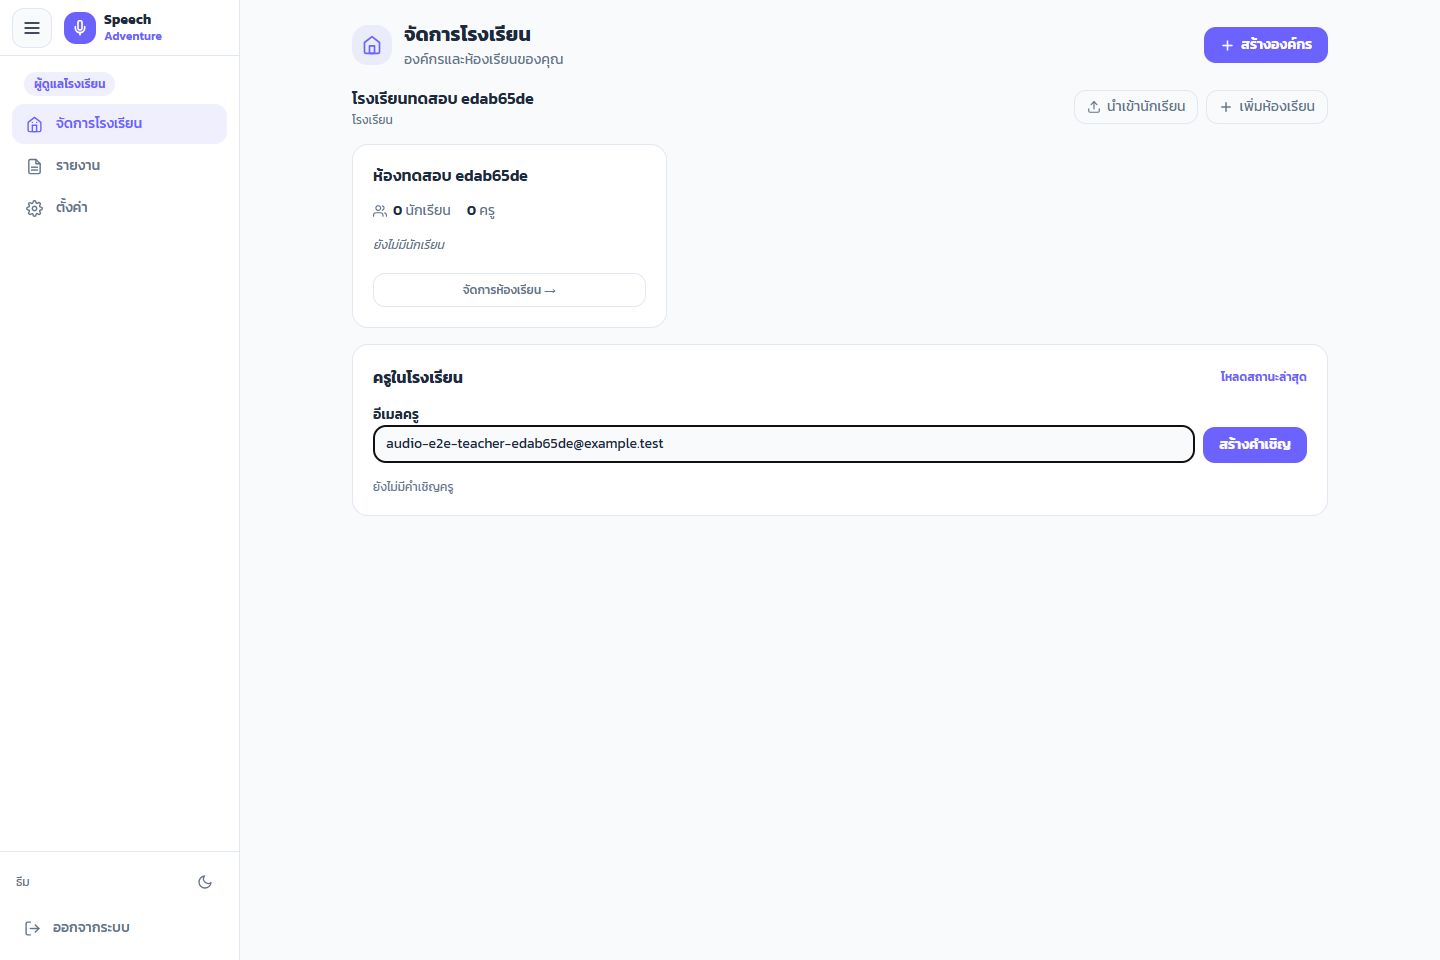 Speech
Adventure
ผู้ดูแลโรงเรียน
จัดการโรงเรียน
รายงาน
ตั้งค่า
ธีม
ออกจากระบบ
จัดการโรงเรียน
องค์กรและห้องเรียนของคุณ
+ สร้างองค์กร
โรงเรียนทดสอบ edab65de
โรงเรียน
นำเข้านักเรียน
+ เพิ่มห้องเรียน
ห้องทดสอบ edab65de
0 นักเรียน 0 ครู
ยังไม่มีนักเรียน
จัดการห้องเรียน →
ครูในโรงเรียน
โหลดสถานะล่าสุด
อีเมลครู
audio-e2e-teacher-edab65de@example.test
สร้างคำเชิญ
ยังไม่มีคำเชิญครู